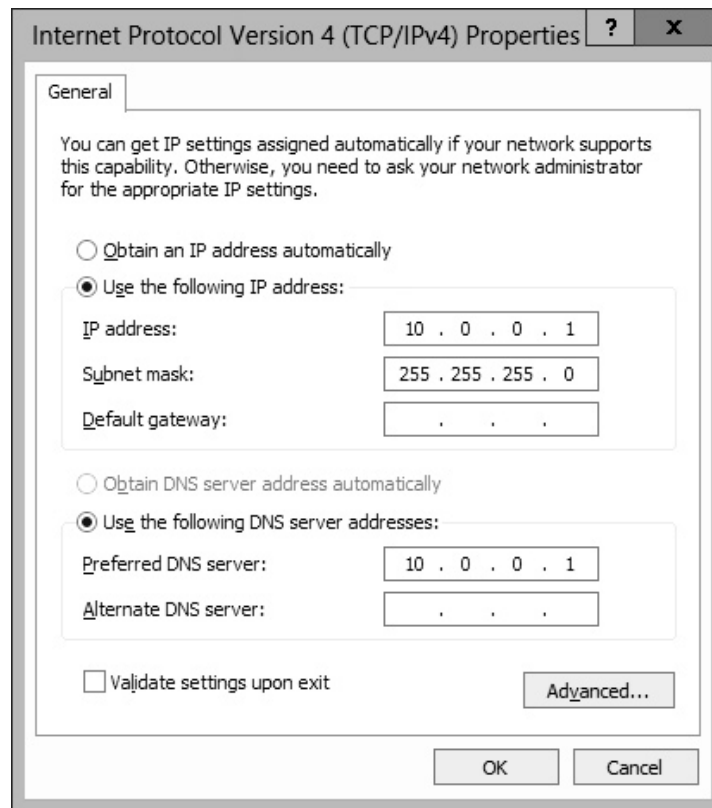 Internet Protocol Version 4 (TCP/IPv4) Properties ? x
General
You can get IP settings assigned automatically if your network supports
this capability. Otherwise, you need to ask your network administrator
for the appropriate IP settings.
Obtain an IP address automatically
Use the following IP address:
IP address: 10 . 0 . 0 . 1
Subnet mask: 255 . 255 . 255 . 0
Default gateway: . . .
Obtain DNS server address automatically
Use the following DNS server addresses:
Preferred DNS server: 10 . 0 . 0 . 1
Alternate DNS server: . . .
Validate settings upon exit
Advanced...
OK Cancel